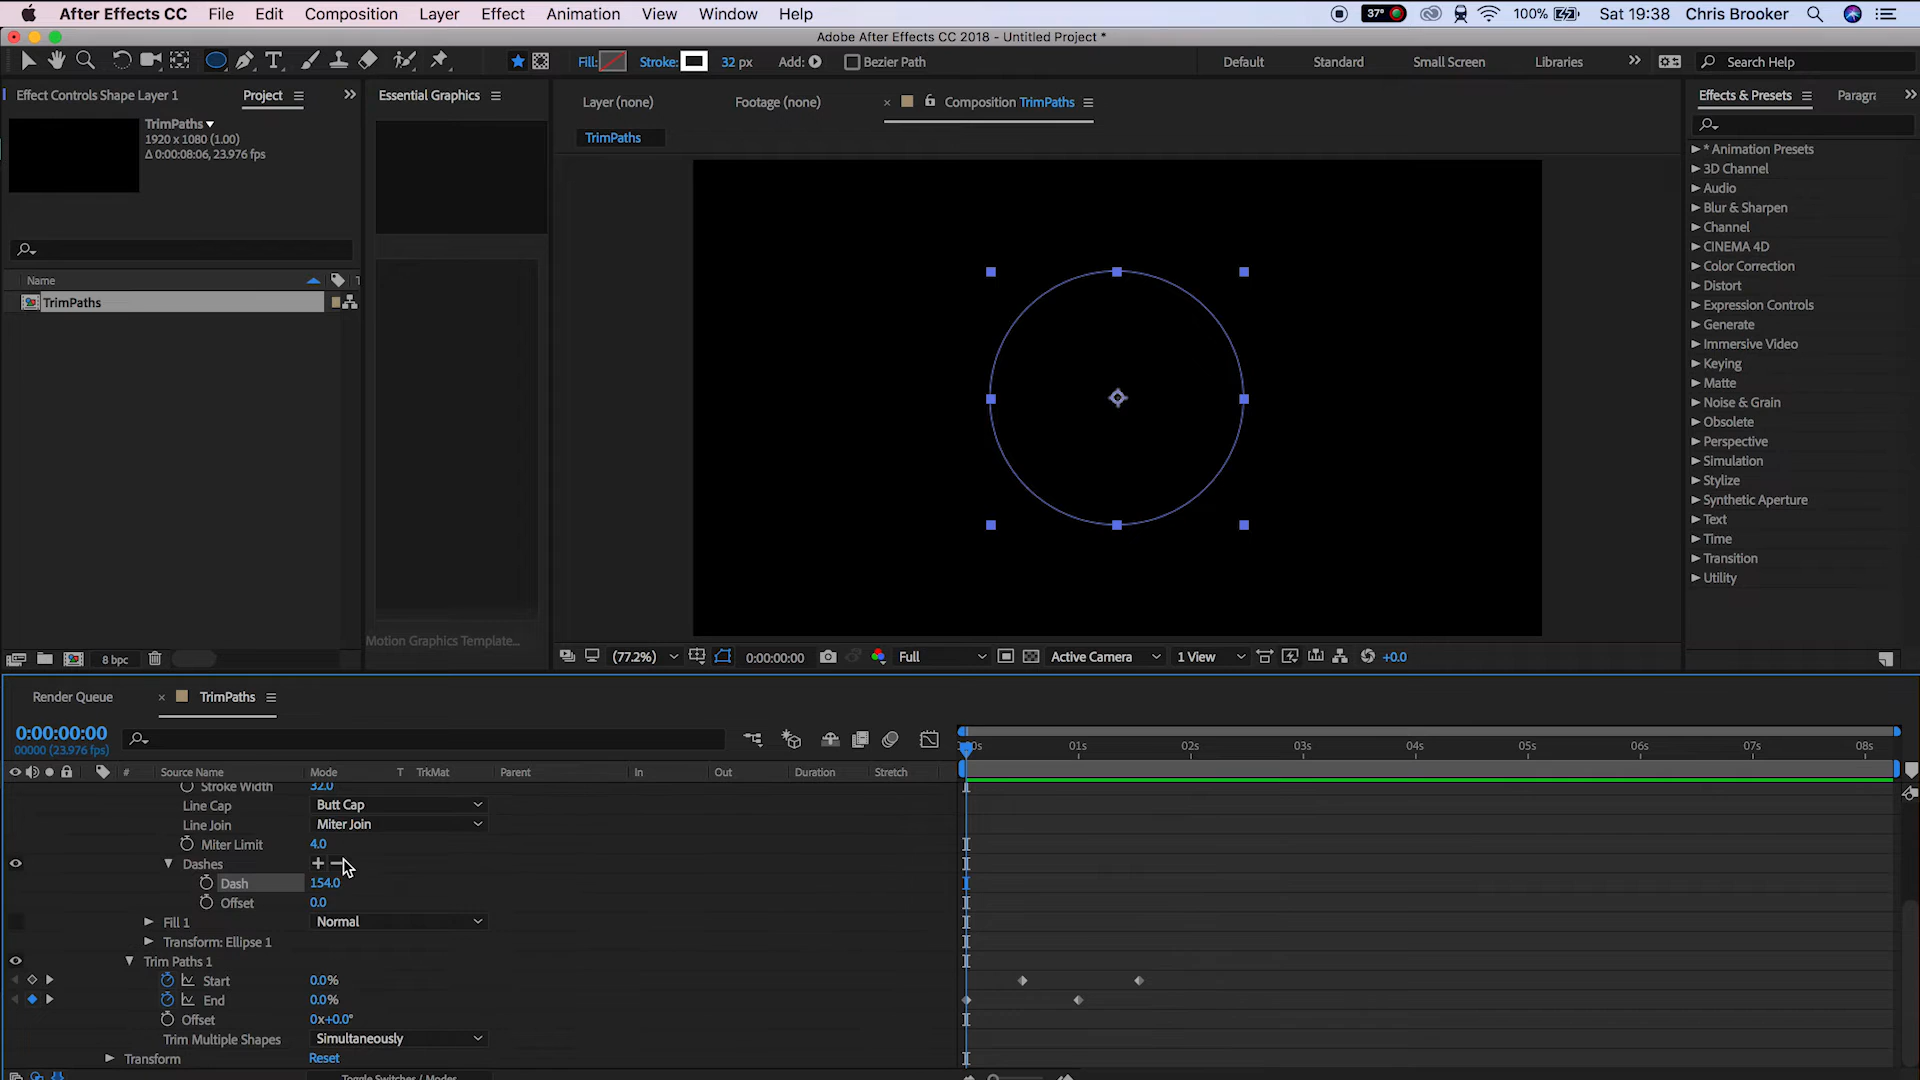 After Effects CC File Edit Composition Layer Effect Animation View Window Help 37° 100% Sat 19:38 Chris Brooker
Adobe After Effects CC 2018 - Untitled Project *
Fill: Stroke: 32 px Add: Bezier Path Default Standard Small Screen Libraries Search Help
Effect Controls Shape Layer 1 Project
TrimPaths
1920 x 1080 (1.00)
Δ 0:00:08:06, 23.976 fps
Name
TrimPaths
8 bpc
Essential Graphics
Motion Graphics Template...
Layer (none) Footage (none) Composition TrimPaths
TrimPaths
(77.2%) 0:00:00:00 Full Active Camera 1 View +0.0
Effects & Presets Paragra
* Animation Presets
3D Channel
Audio
Blur & Sharpen
Channel
CINEMA 4D
Color Correction
Distort
Expression Controls
Generate
Immersive Video
Keying
Matte
Noise & Grain
Obsolete
Perspective
Simulation
Stylize
Synthetic Aperture
Text
Time
Transition
Utility
Render Queue TrimPaths
0:00:00:00
00000 (23.976 fps)
01s 02s 03s 04s 05s 06s 07s 08s
# Source Name Mode T TrkMat Parent In Out Duration Stretch
Stroke Width 32.0
Line Cap Butt Cap
Line Join Miter Join
Miter Limit 4.0
Dashes + −
Dash 154.0
Offset 0.0
Fill 1 Normal
Transform: Ellipse 1
Trim Paths 1
Start 0.0%
End 0.0%
Offset 0x+0.0°
Trim Multiple Shapes Simultaneously
Transform Reset
Toggle Switches / Modes